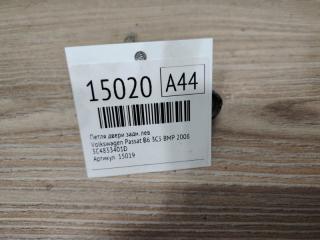 15020 A44
Петля двери задн.лев
Volkswagen Passat B6 3C5 BMP 2006
3C4833401D
Артикул: 15019